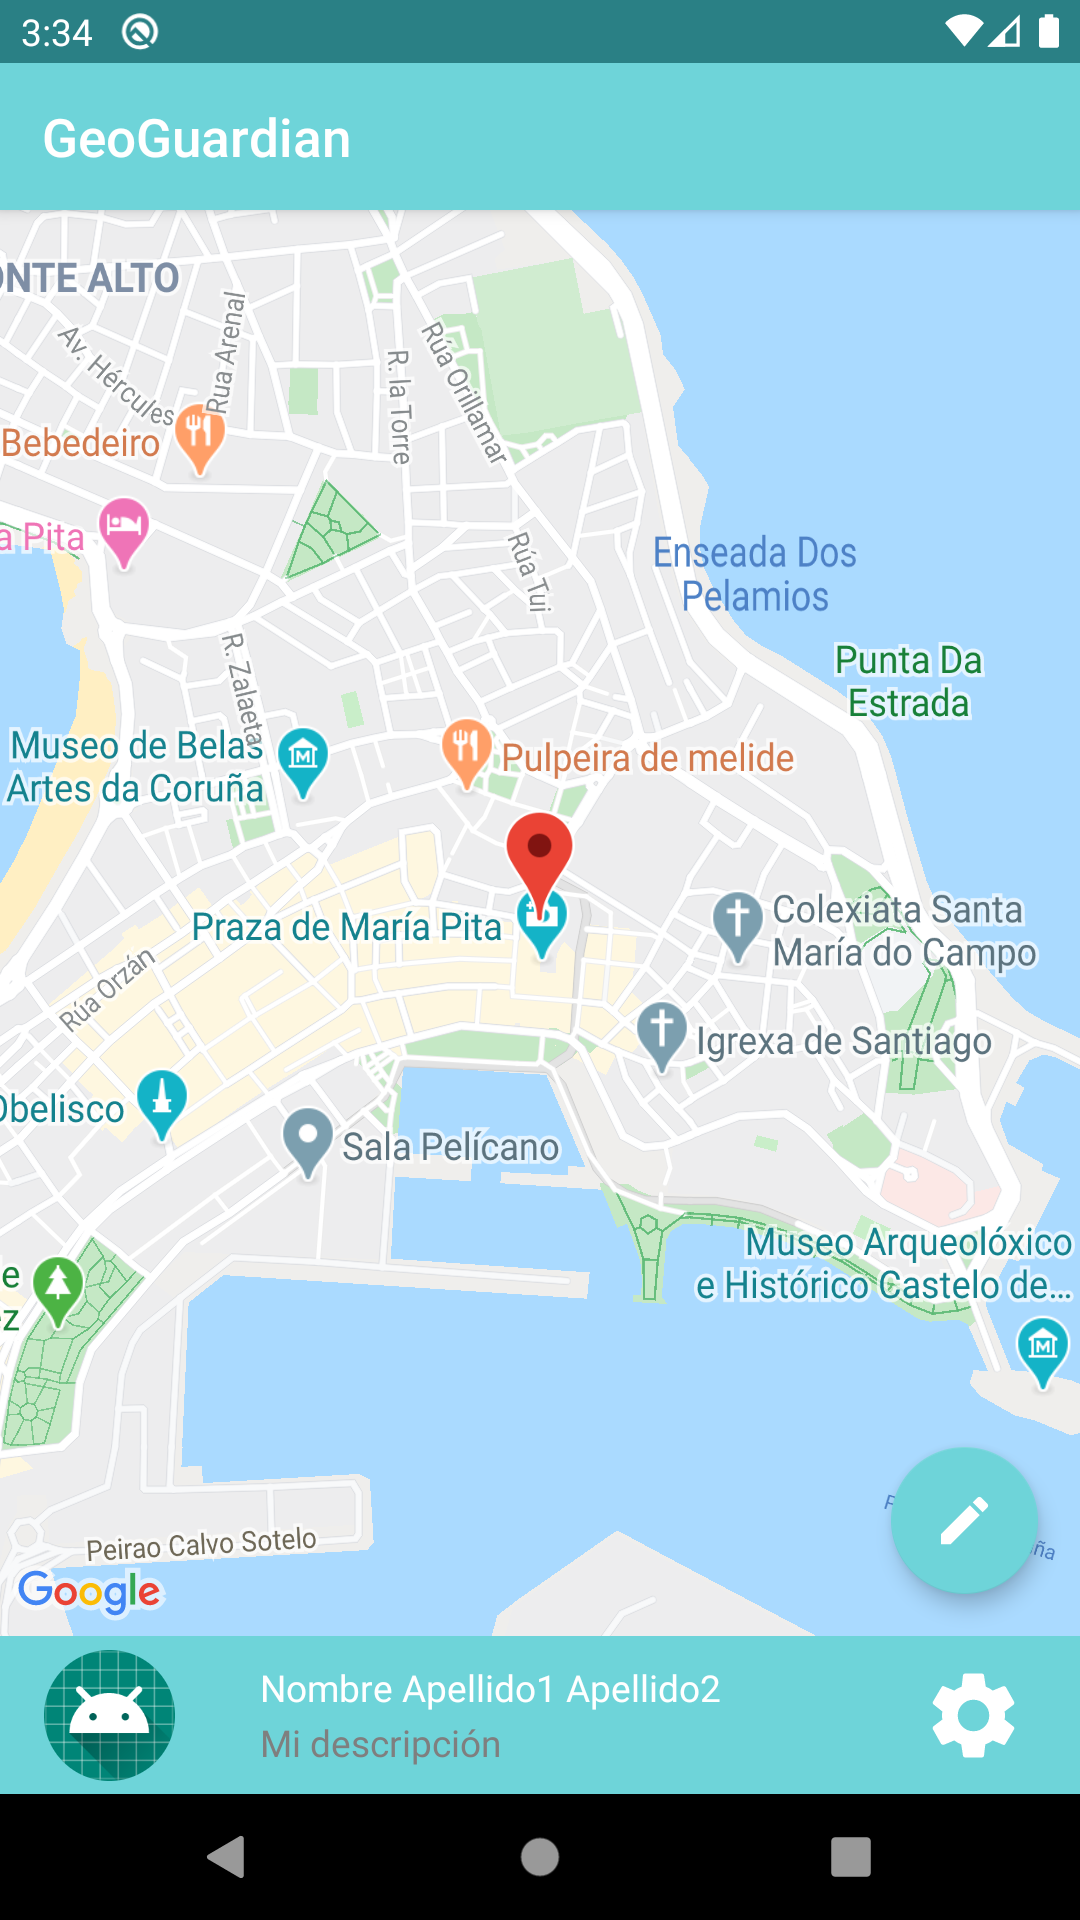 3:34
GeoGuardian
ONTE ALTO
Av. Hércules
Rua Arenal
R. la Torre
Rúa Orillamar
Bebedeiro
a Pita
Rúa Tui
Enseada Dos
Pelamios
Punta Da
Estrada
R. Zalaeta
Museo de Belas
Artes da Coruña
Pulpeira de melide
Praza de María Pita
Colexiata Santa
María do Campo
Rúa Orzán
Igrexa de Santiago
Obelisco
Sala Pelícano
Museo Arqueolóxico
e Histórico Castelo de...
e
ez
Peirao Calvo Sotelo
ña
Google
Nombre Apellido1 Apellido2
Mi descripción